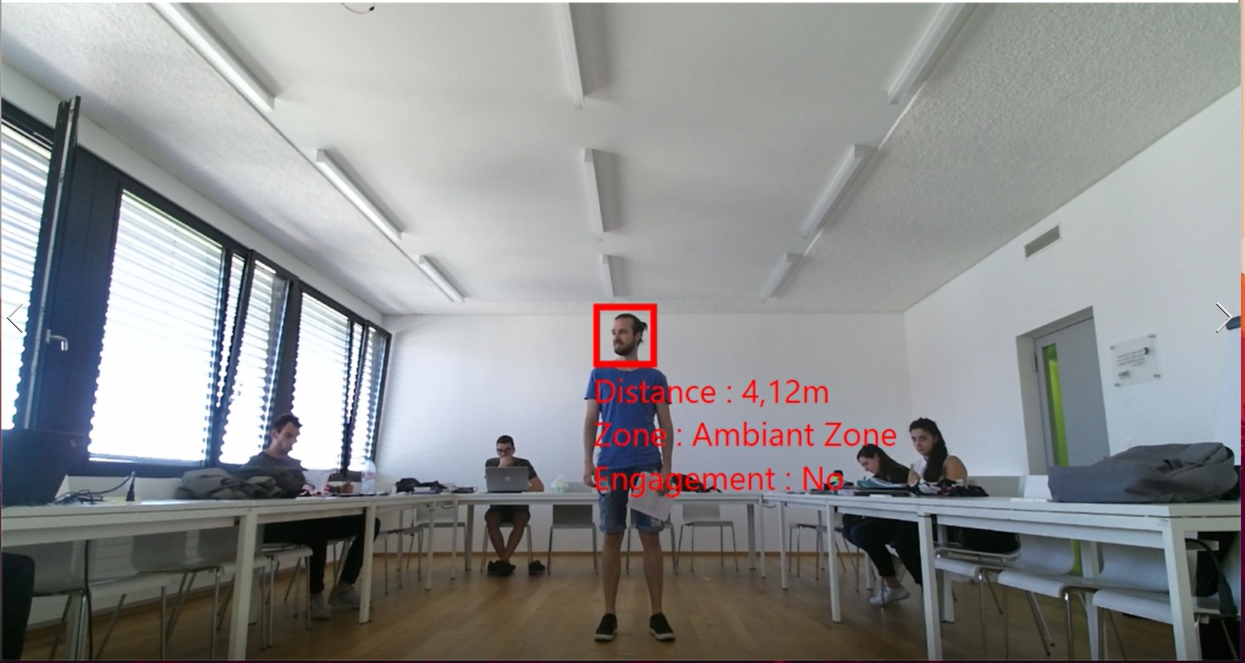 Distance : 4,12m
Zone : Ambiant Zone
Engagement : No